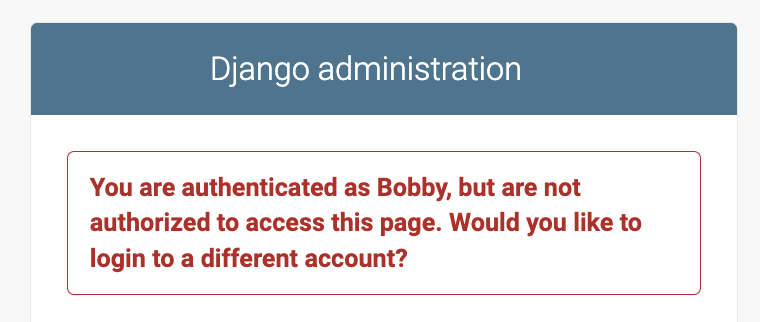 Django administration
You are authenticated as Bobby, but are not
authorized to access this page. Would you like to
login to a different account?